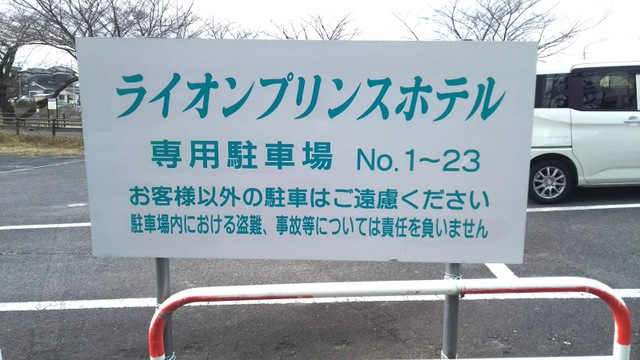 ライオンプリンスホテル
専用駐車場 No.1～23
お客様以外の駐車はご遠慮ください
駐車場内における盗難、事故等については責任を負いません